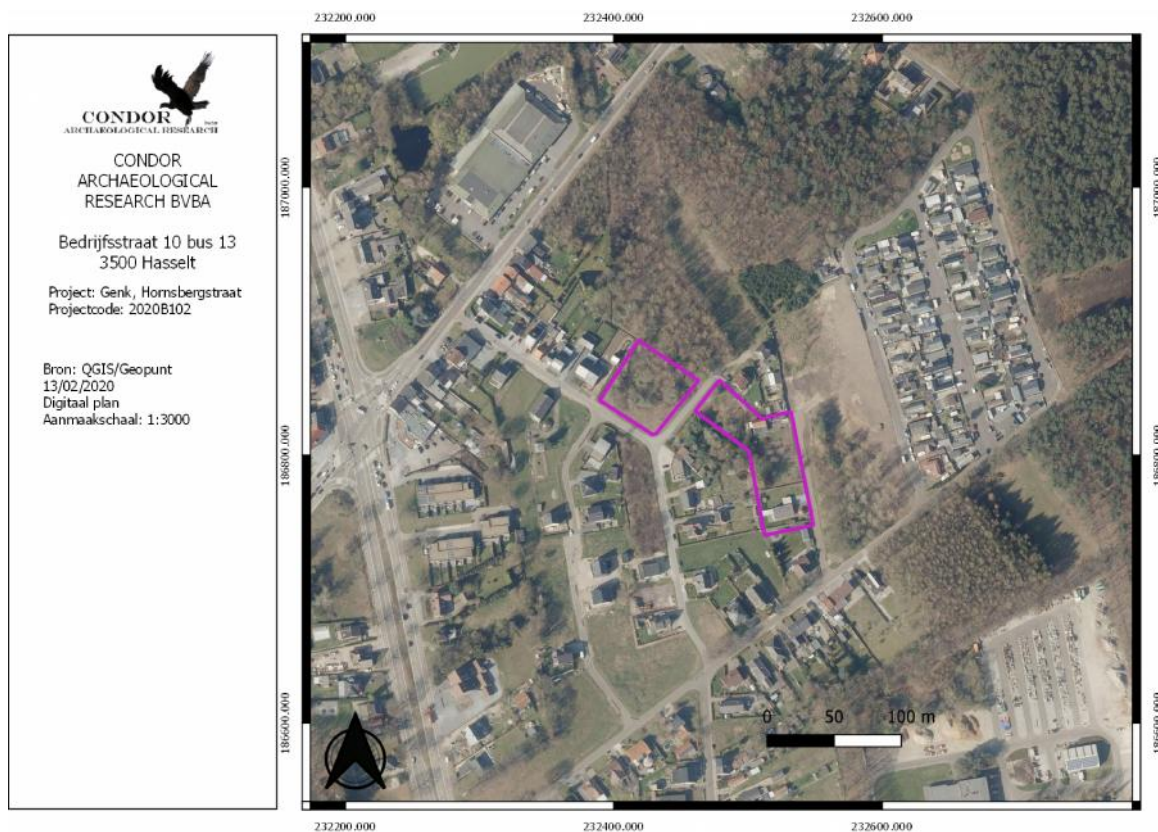 232200.000 232400.000 232600.000
CONDOR
ARCHAEOLOGICAL RESEARCH
CONDOR
ARCHAEOLOGICAL
RESEARCH BVBA
Bedrijfsstraat 10 bus 13
3500 Hasselt
Project: Genk, Hornsbergstraat
Projectcode: 2020B102
Bron: QGIS/Geopunt
13/02/2020
Digitaal plan
Aanmaakschaal: 1:3000
187000.000
187000.000
186800.000
186800.000
186600.000
186600.000
0 50 100 m
232200.000 232400.000 232600.000